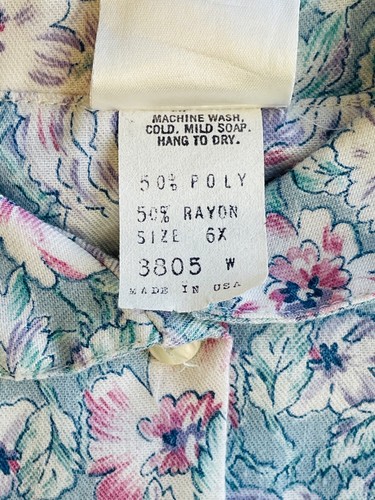 MACHINE WASH,
COLD. MILD SOAP.
HANG TO DRY.
50% POLY
50% RAYON
SIZE 6X
3805 W
MADE IN USA